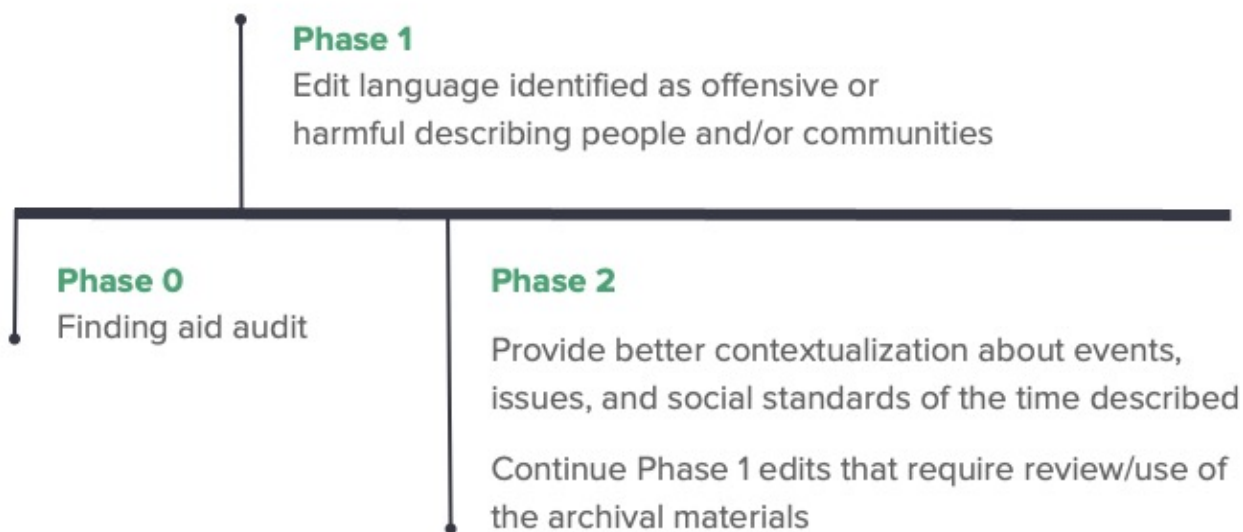 Phase 1
Edit language identified as offensive or
harmful describing people and/or communities
Phase 0
Finding aid audit
Phase 2
Provide better contextualization about events,
issues, and social standards of the time described
Continue Phase 1 edits that require review/use of
the archival materials